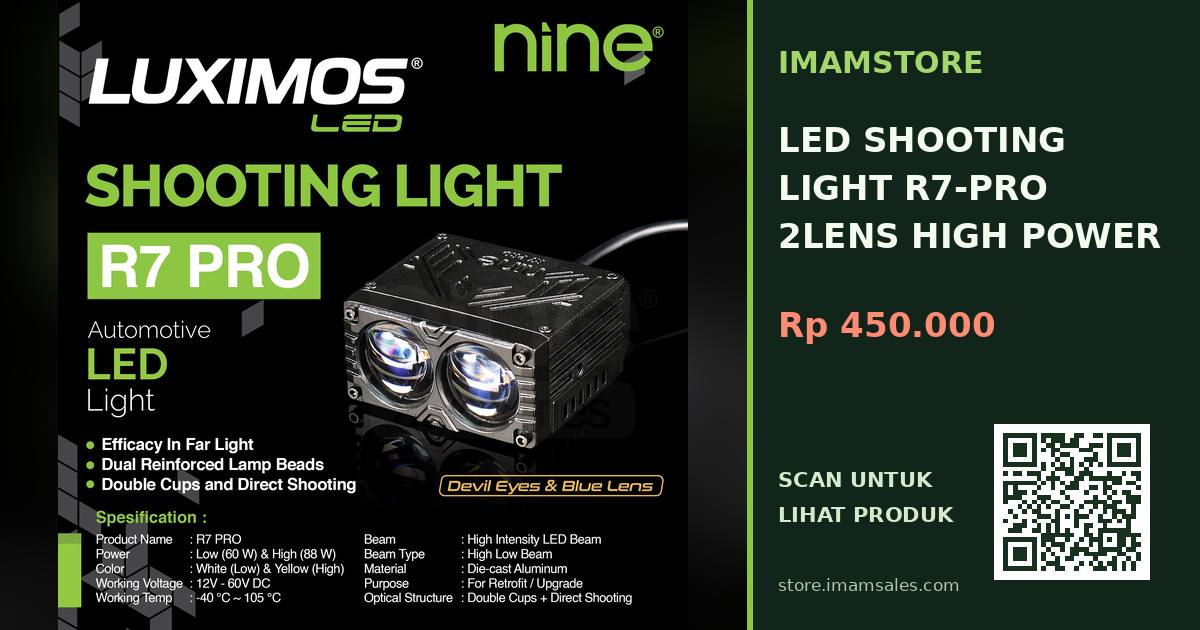 nine®
LUXIMOS®
LED
SHOOTING LIGHT
R7 PRO
Automotive
LED
Light
Efficacy In Far Light
Dual Reinforced Lamp Beads
Double Cups and Direct Shooting
Devil Eyes & Blue Lens
Spesification :
Product Name : R7 PRO
Power : Low (60 W) & High (88 W)
Color : White (Low) & Yellow (High)
Working Voltage : 12V - 60V DC
Working Temp : -40 °C ~ 105 °C
Beam : High Intensity LED Beam
Beam Type : High Low Beam
Material : Die-cast Aluminum
Purpose : For Retrofit / Upgrade
Optical Structure : Double Cups + Direct Shooting
IMAMSTORE
LED SHOOTING
LIGHT R7-PRO
2LENS HIGH POWER
Rp 450.000
SCAN UNTUK
LIHAT PRODUK
store.imamsales.com